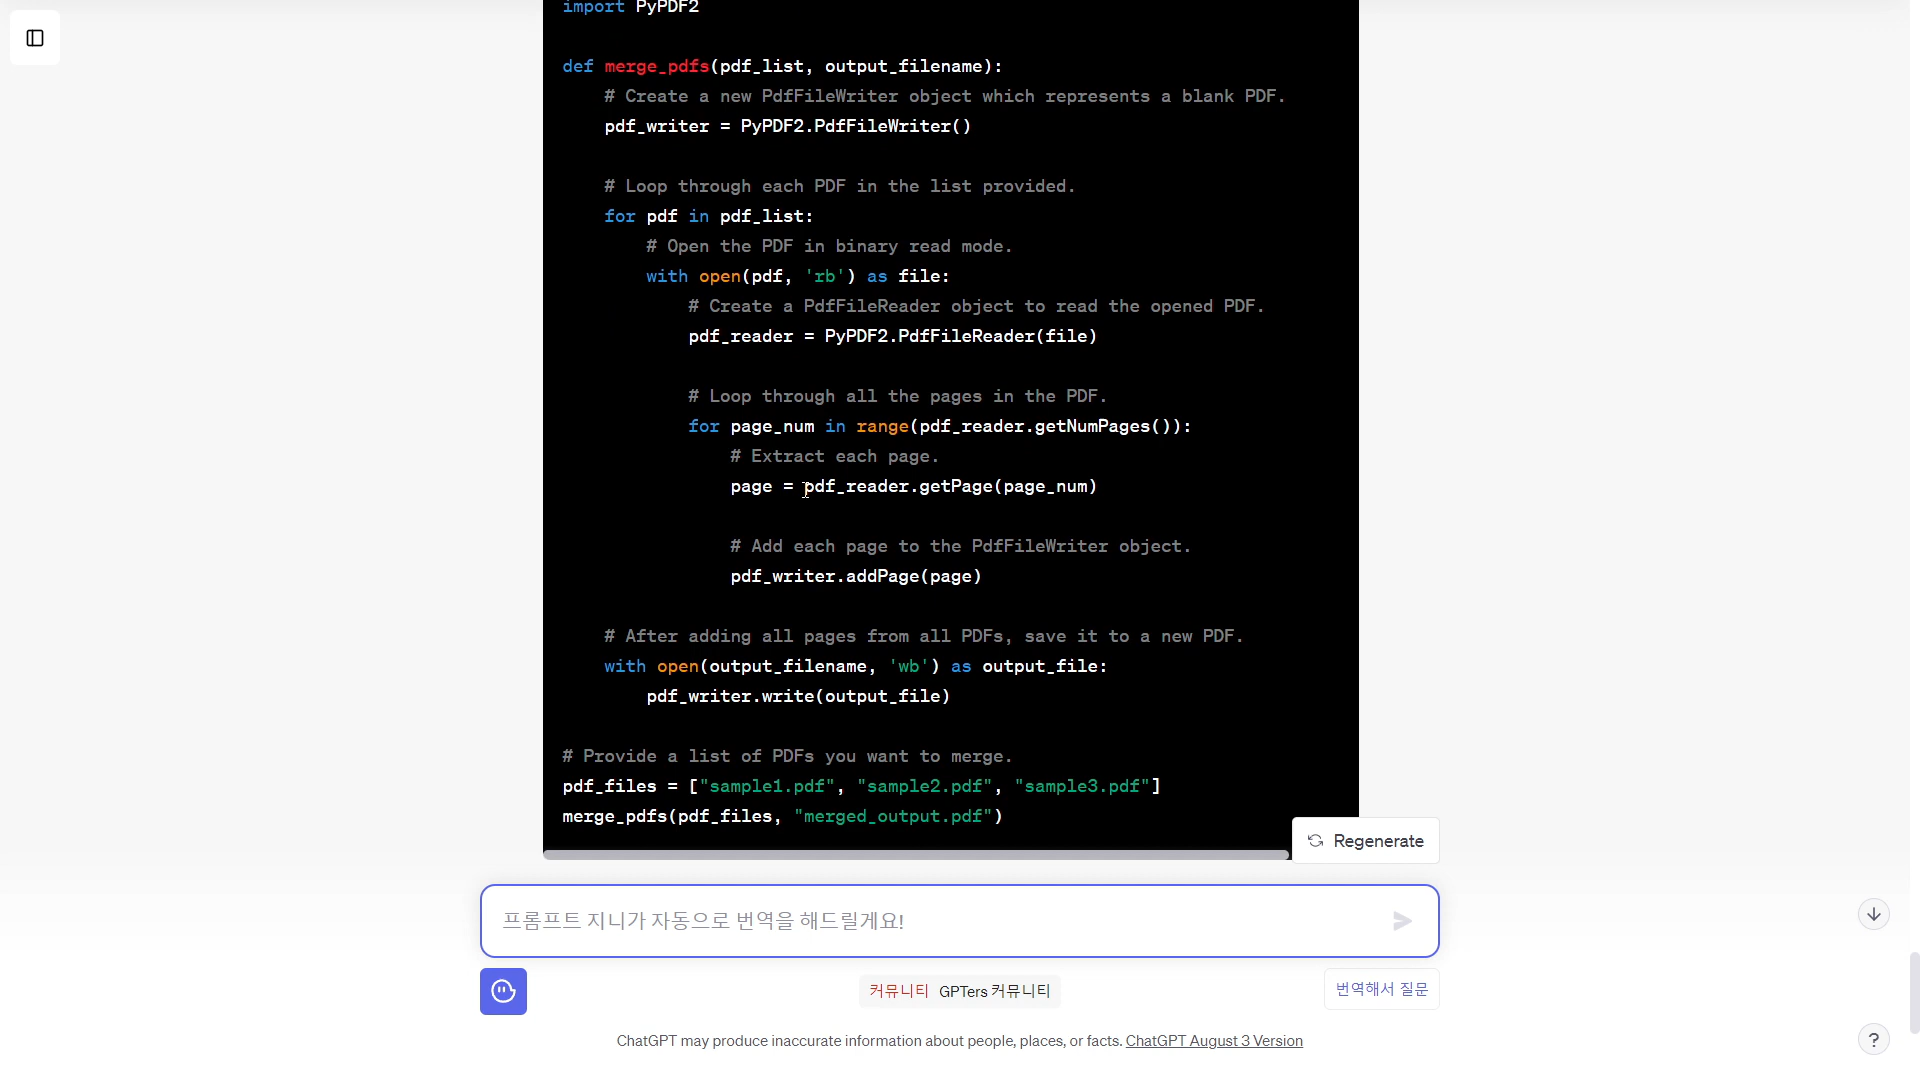 import PyPDF2
def merge_pdfs(pdf_list, output_filename):
# Create a new PdfFileWriter object which represents a blank PDF.
pdf_writer = PyPDF2.PdfFileWriter()
# Loop through each PDF in the list provided.
for pdf in pdf_list:
# Open the PDF in binary read mode.
with open(pdf, 'rb') as file:
# Create a PdfFileReader object to read the opened PDF.
pdf_reader = PyPDF2.PdfFileReader(file)
# Loop through all the pages in the PDF.
for page_num in range(pdf_reader.getNumPages()):
# Extract each page.
page = pdf_reader.getPage(page_num)
# Add each page to the PdfFileWriter object.
pdf_writer.addPage(page)
# After adding all pages from all PDFs, save it to a new PDF.
with open(output_filename, 'wb') as output_file:
pdf_writer.write(output_file)
# Provide a list of PDFs you want to merge.
pdf_files = ["sample1.pdf", "sample2.pdf", "sample3.pdf"]
merge_pdfs(pdf_files, "merged_output.pdf")
Regenerate
프롬프트 지니가 자동으로 번역을 해드릴게요!
커뮤니티 GPTers 커뮤니티
번역해서 질문
ChatGPT may produce inaccurate information about people, places, or facts. ChatGPT August 3 Version
?